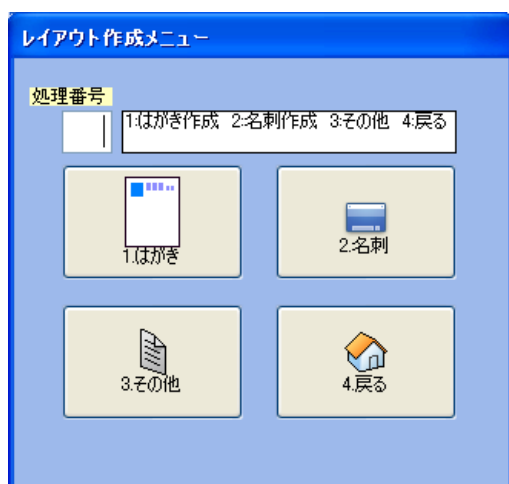 レイアウト作成メニュー
処理番号
1:はがき作成 2:名刺作成 3:その他 4:戻る
1.はがき
2.名刺
3.その他
4.戻る